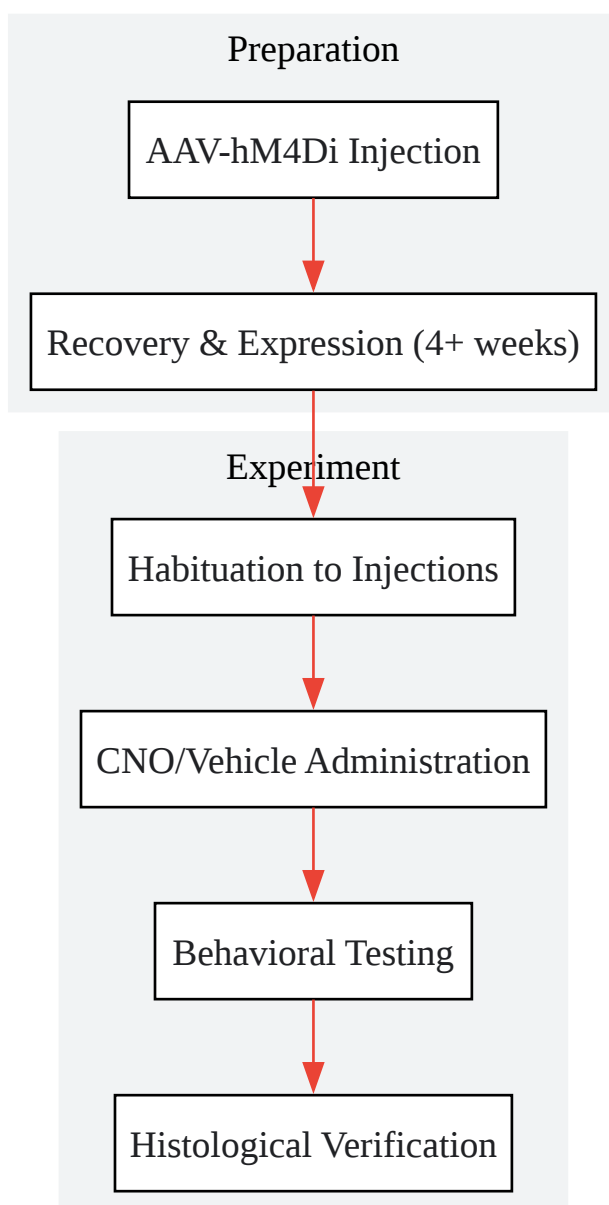 Preparation
AAV-hM4Di Injection
Recovery & Expression (4+ weeks)
Experiment
Habituation to Injections
CNO/Vehicle Administration
Behavioral Testing
Histological Verification